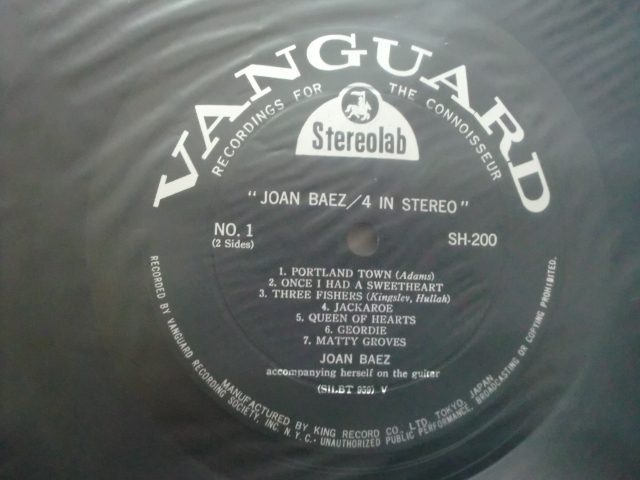 VANGUARD
RECORDINGS FOR THE CONNOISSEUR
Stereolab
"JOAN BAEZ/4 IN STEREO"
NO. 1
(2 Sides)
SH-200
1. PORTLAND TOWN (Adams)
2. ONCE I HAD A SWEETHEART
3. THREE FISHERS (Kingsley, Hullah)
4. JACKAROE
5. QUEEN OF HEARTS
6. GEORDIE
7. MATTY GROVES
JOAN BAEZ
accompanying herself on the guitar
V
MANUFACTURED BY KING RECORD CO., LTD. TOKYO, JAPAN
RECORDED BY VANGUARD RECORDING SOCIETY, INC. N.Y.C. · UNAUTHORIZED PUBLIC PERFORMANCE, BROADCASTING OR COPYING PROHIBITED.